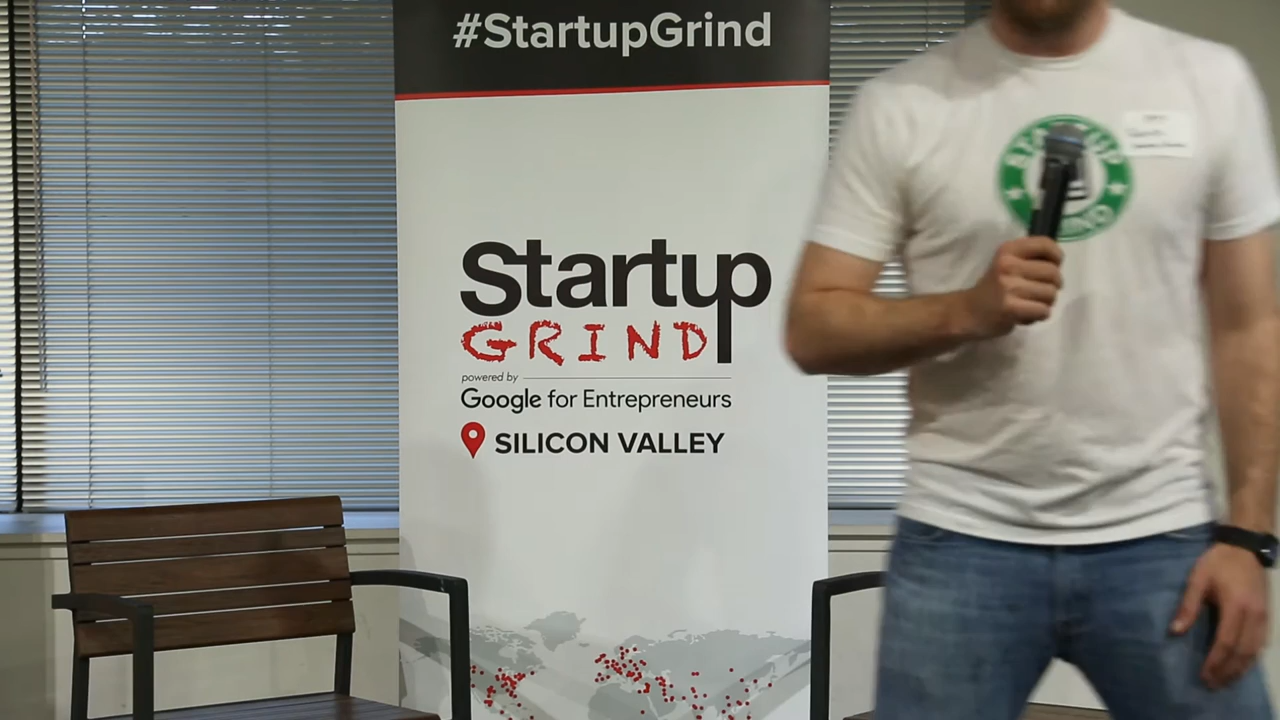 #StartupGrind
Startup
GRIND
powered by
Google for Entrepreneurs
SILICON VALLEY